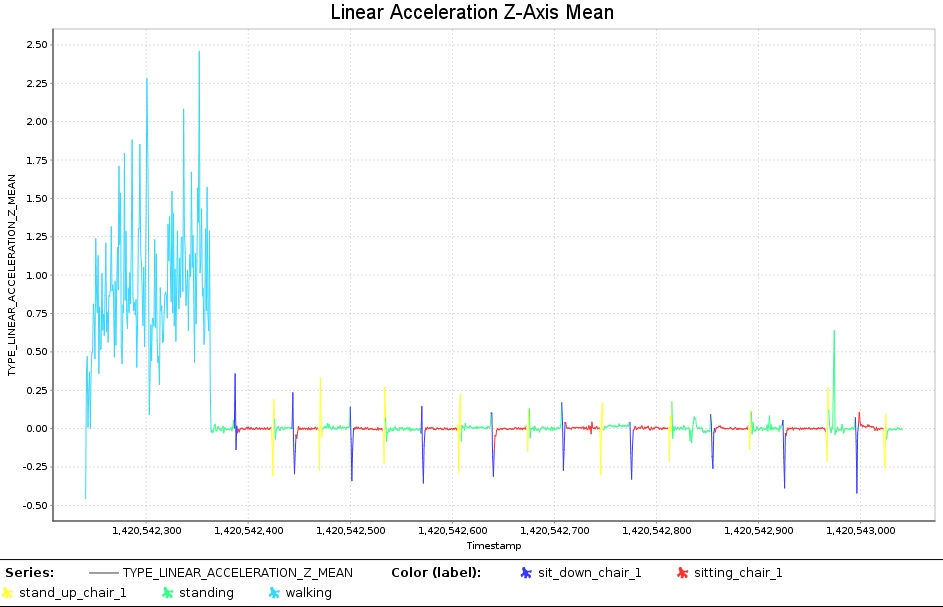 Linear Acceleration Z-Axis Mean
TYPE_LINEAR_ACCELERATION_Z_MEAN
2.50
2.25
2.00
1.75
1.50
1.25
1.00
0.75
0.50
0.25
0.00
-0.25
-0.50
1,420,542,300 1,420,542,400 1,420,542,500 1,420,542,600 1,420,542,700 1,420,542,800 1,420,542,900 1,420,543,000
Timestamp
Series: TYPE_LINEAR_ACCELERATION_Z_MEAN Color (label): sit_down_chair_1 sitting_chair_1
stand_up_chair_1 standing walking